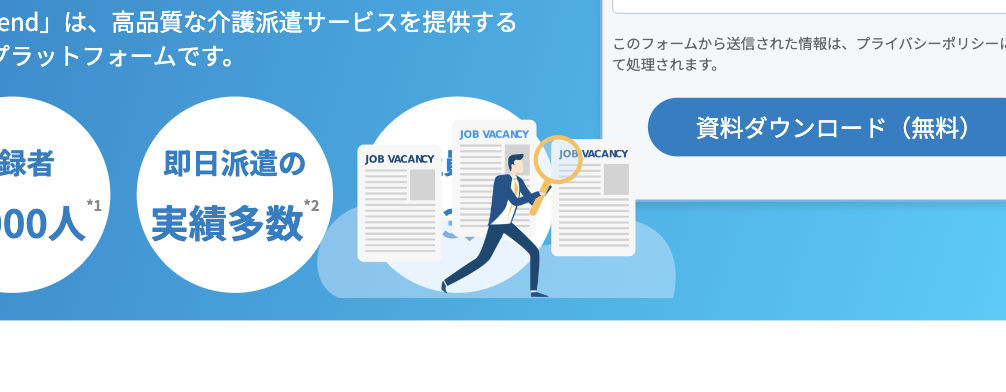 end」は、高品質な介護派遣サービスを提供する
プラットフォームです。
録者
000人*1
即日派遣の
実績多数*2
JOB VACANCY
JOB VACANCY
JOB VACANCY
このフォームから送信された情報は、プライバシーポリシーに
て処理されます。
資料ダウンロード（無料）